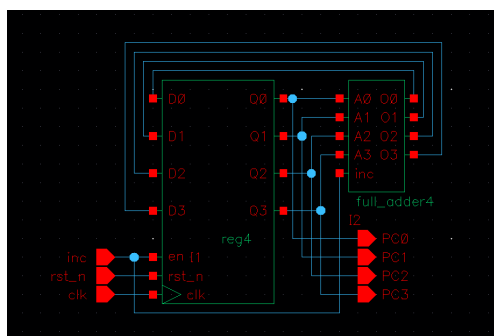 D0 Q0 A0 O0
A1 O1
D1 Q1 A2 O2
A3 O3
D2 Q2 inc
full_adder4
D3 Q3 I2
reg4 PC0
inc en I1 PC1
rst_n rst_n PC2
clk clk PC3